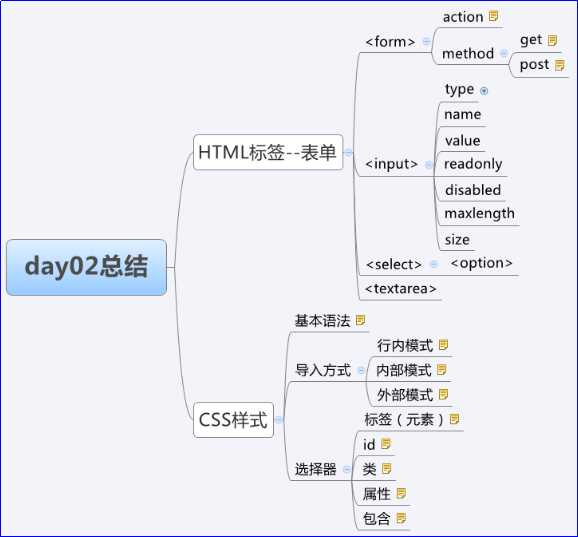 day02总结
HTML标签--表单
<form>
action
method
get
post
<input>
type
name
value
readonly
disabled
maxlength
size
<select>
<option>
<textarea>
CSS样式
基本语法
导入方式
行内模式
内部模式
外部模式
选择器
标签（元素）
id
类
属性
包含